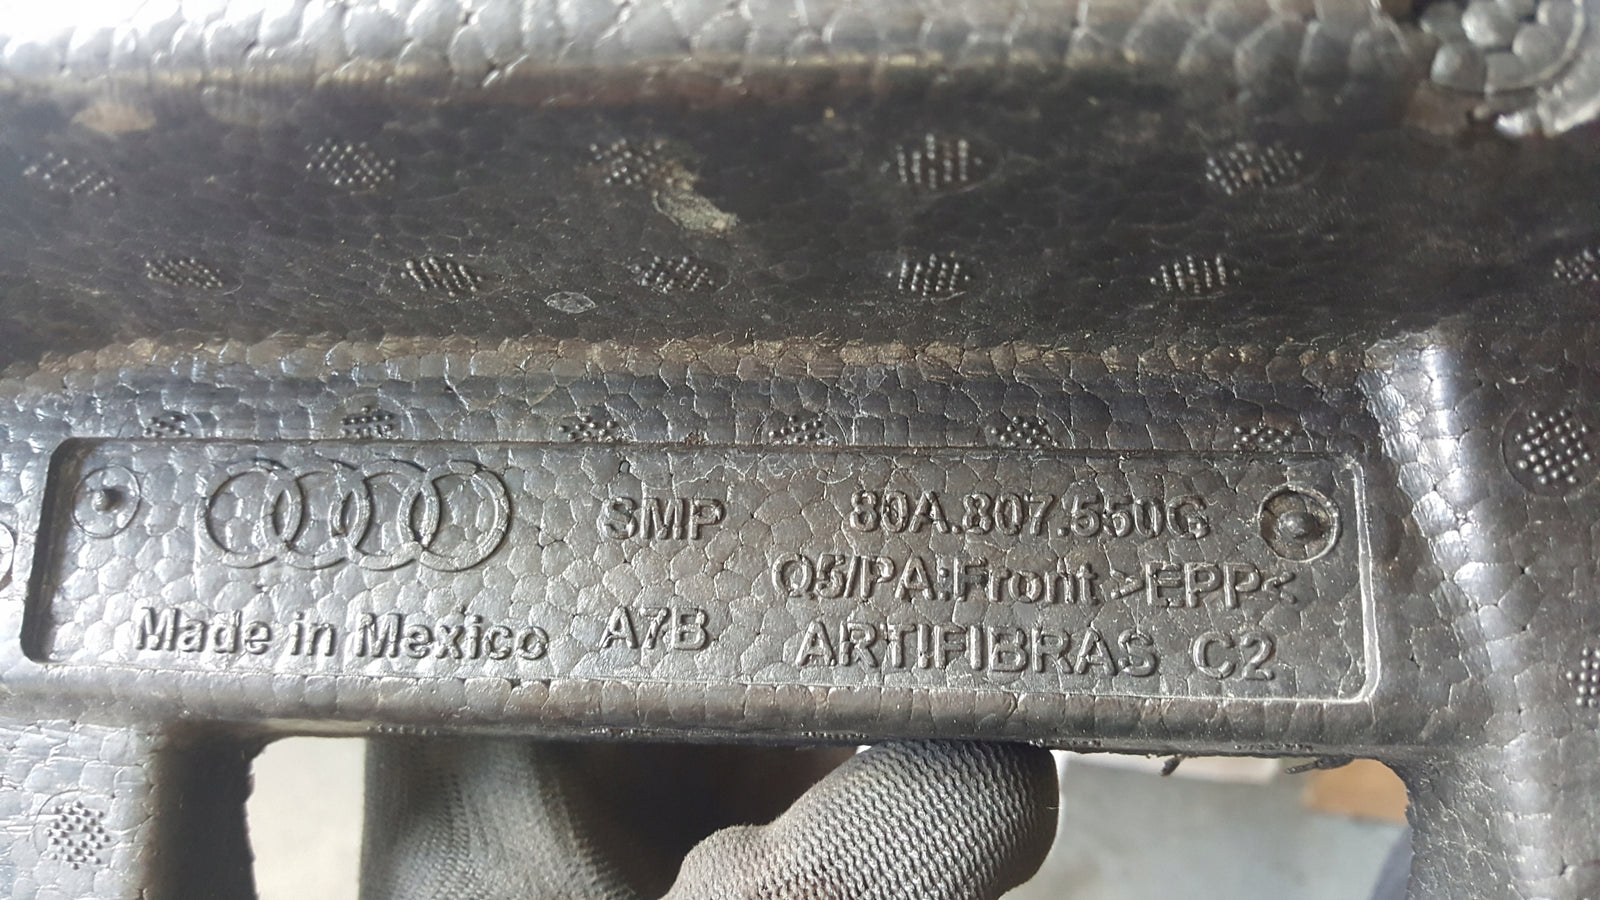 SMP 80A.807.550G
Q5/PA:Front >EPP<
Made in Mexico A7B ARTIFIBRAS C2